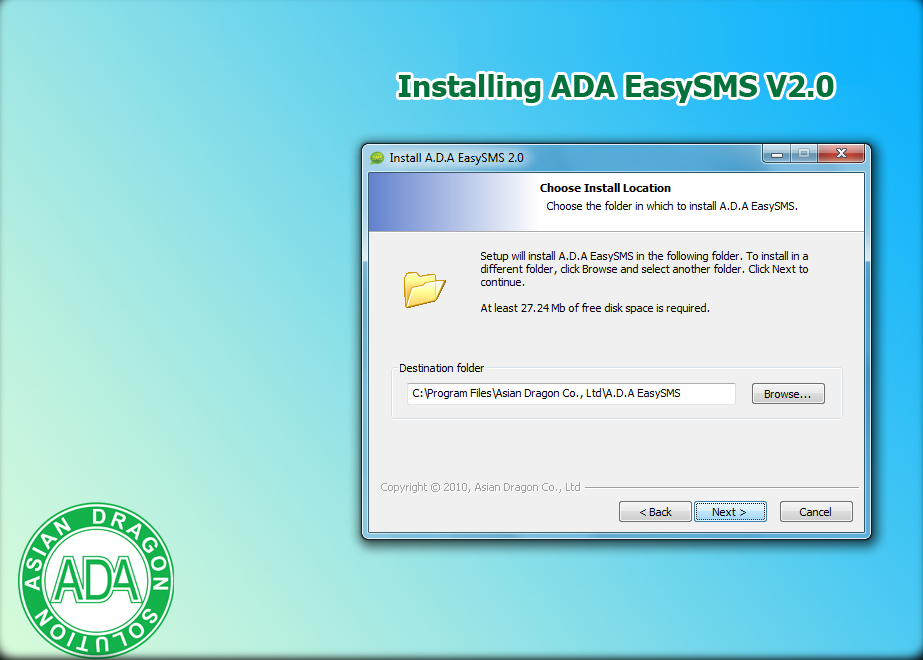 Installing ADA EasySMS V2.0
Install A.D.A EasySMS 2.0
Choose Install Location
Choose the folder in which to install A.D.A EasySMS.
Setup will install A.D.A EasySMS in the following folder. To install in a
different folder, click Browse and select another folder. Click Next to
continue.
At least 27.24 Mb of free disk space is required.
Destination folder
C:\Program Files\Asian Dragon Co., Ltd\A.D.A EasySMS
Browse...
Copyright © 2010, Asian Dragon Co., Ltd
< Back
Next >
Cancel
ASIAN DRAGON
ADA
SOLUTION